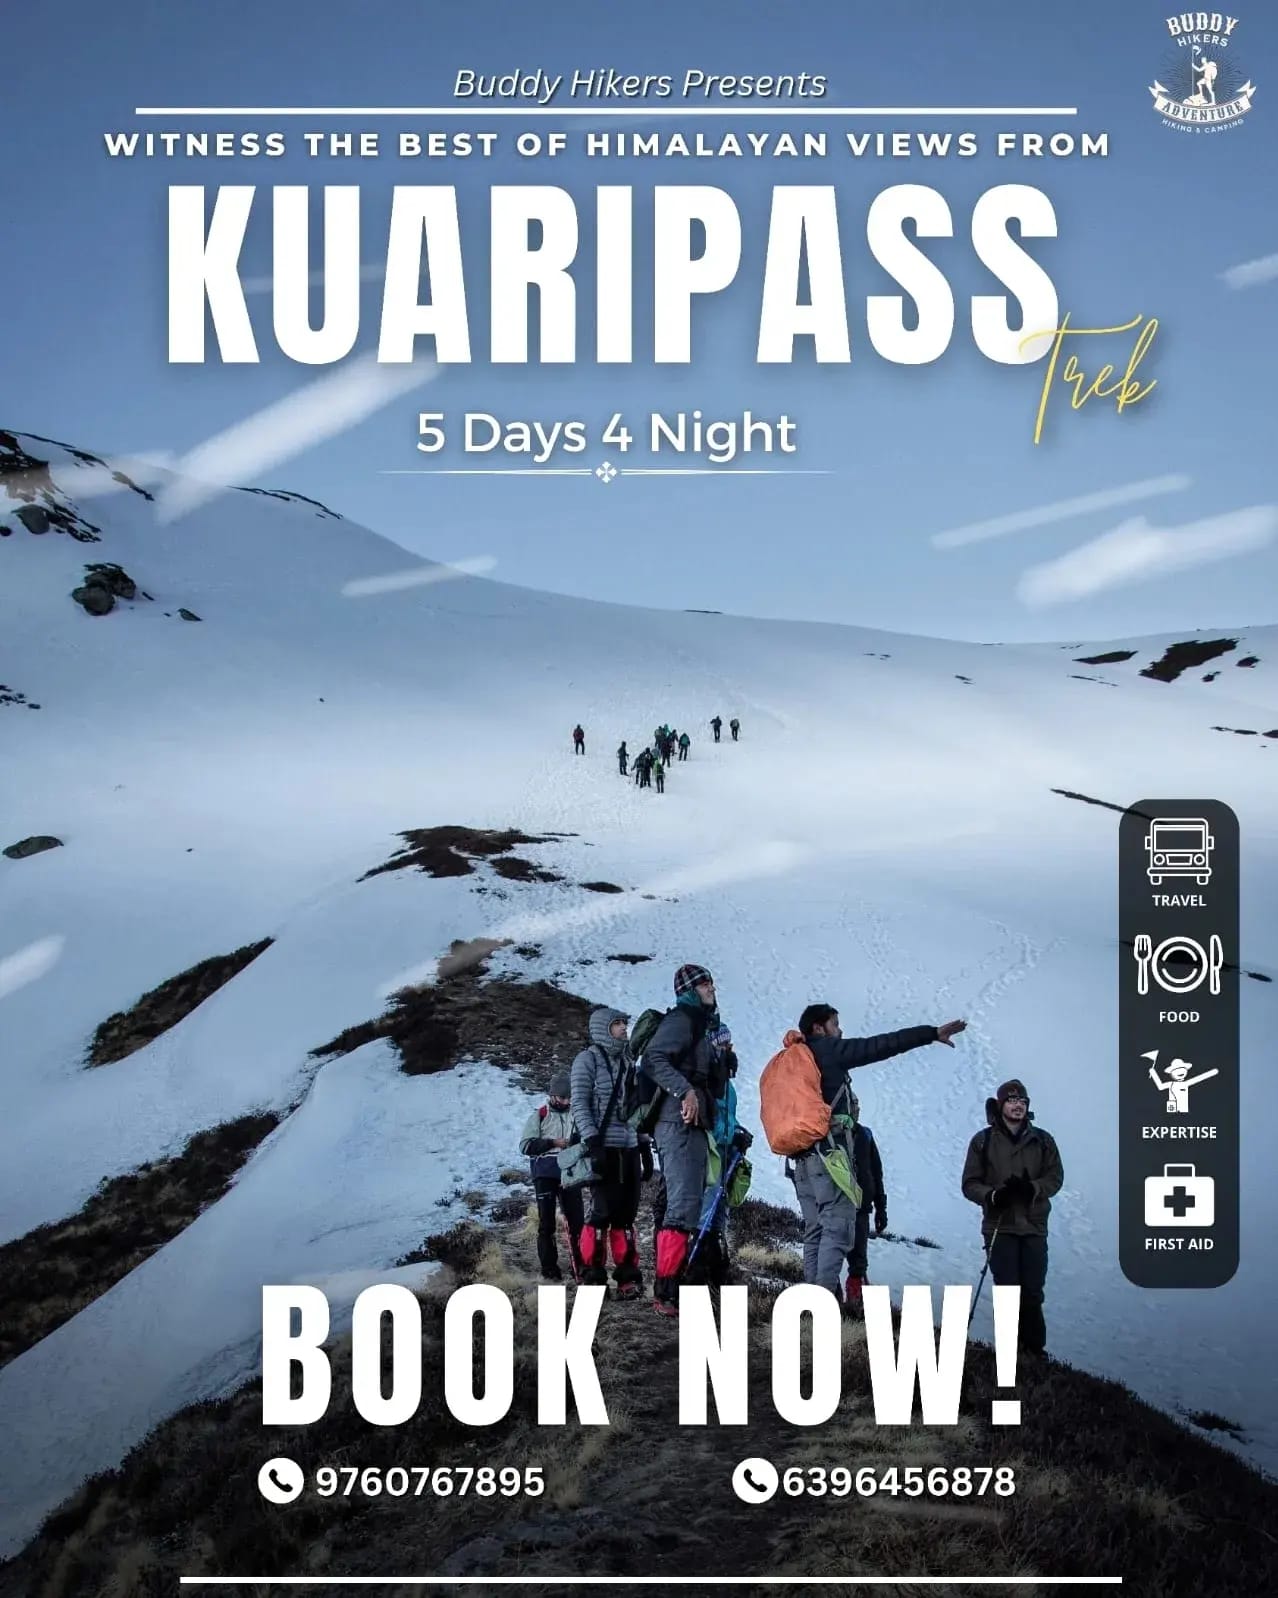 BUDDY
HIKERS
ADVENTURE
HIKING & CAMPING
Buddy Hikers Presents
WITNESS THE BEST OF HIMALAYAN VIEWS FROM
KUARIPASS
Trek
5 Days 4 Night
TRAVEL
FOOD
EXPERTISE
FIRST AID
BOOK NOW!
9760767895
6396456878